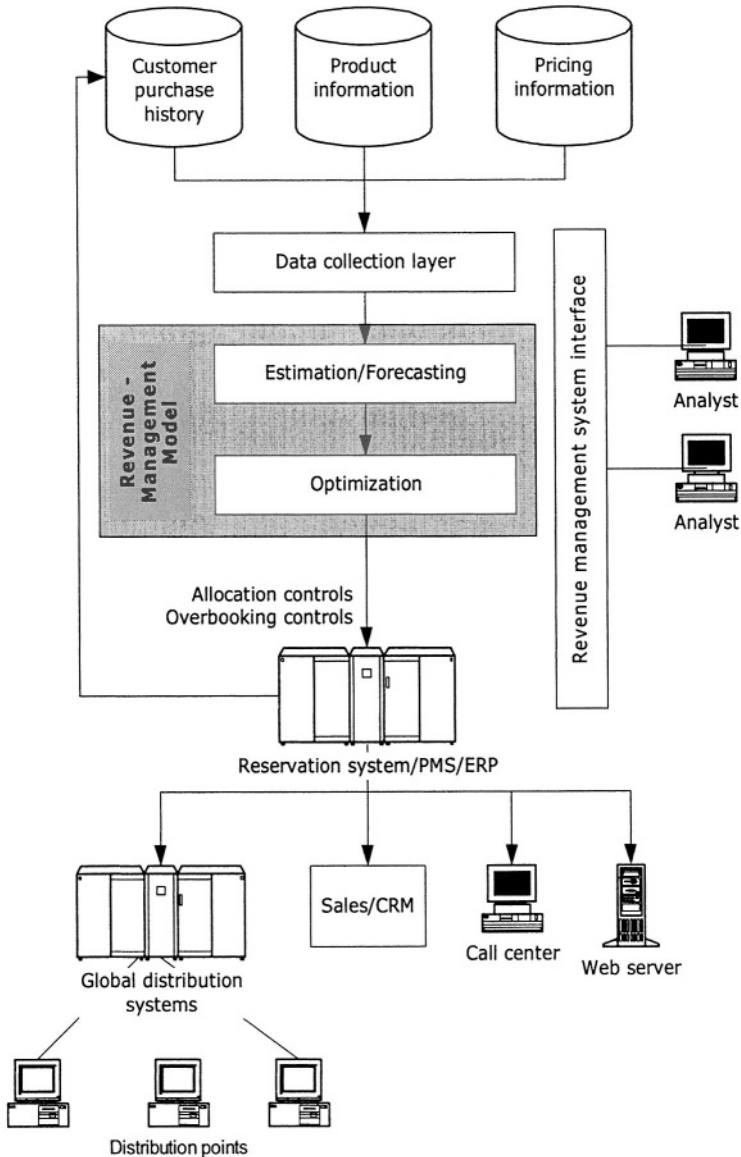 Customer
purchase
history
Product
information
Pricing
information
Data collection layer
Revenue -
Management
Model
Estimation/Forecasting
Optimization
Revenue management system interface
Analyst
Analyst
Allocation controls
Overbooking controls
Reservation system/PMS/ERP
Global distribution
systems
Sales/CRM
Call center
Web server
Distribution points